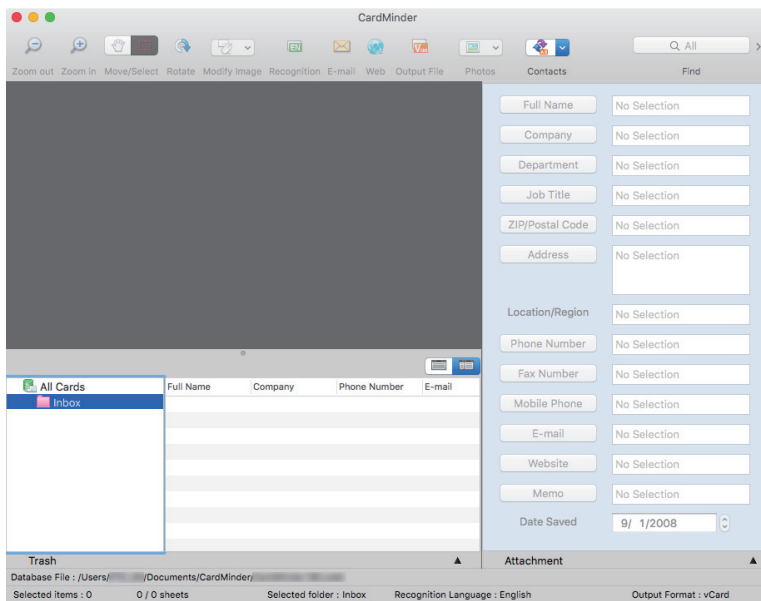 CardMinder
EN
Vcf
All
Zoom out Zoom in Move/Select Rotate Modify Image Recognition E-mail Web Output File Photos Contacts Find
Full Name No Selection
Company No Selection
Department No Selection
Job Title No Selection
ZIP/Postal Code No Selection
Address No Selection
Location/Region No Selection
Phone Number No Selection
Fax Number No Selection
Mobile Phone No Selection
E-mail No Selection
Website No Selection
Memo No Selection
Date Saved 9/ 1/2008
All Cards
Inbox
Full Name Company Phone Number E-mail
Trash
Attachment
Database File : /Users/ /Documents/CardMinder/
Selected items : 0 0 / 0 sheets Selected folder : Inbox Recognition Language : English Output Format : vCard